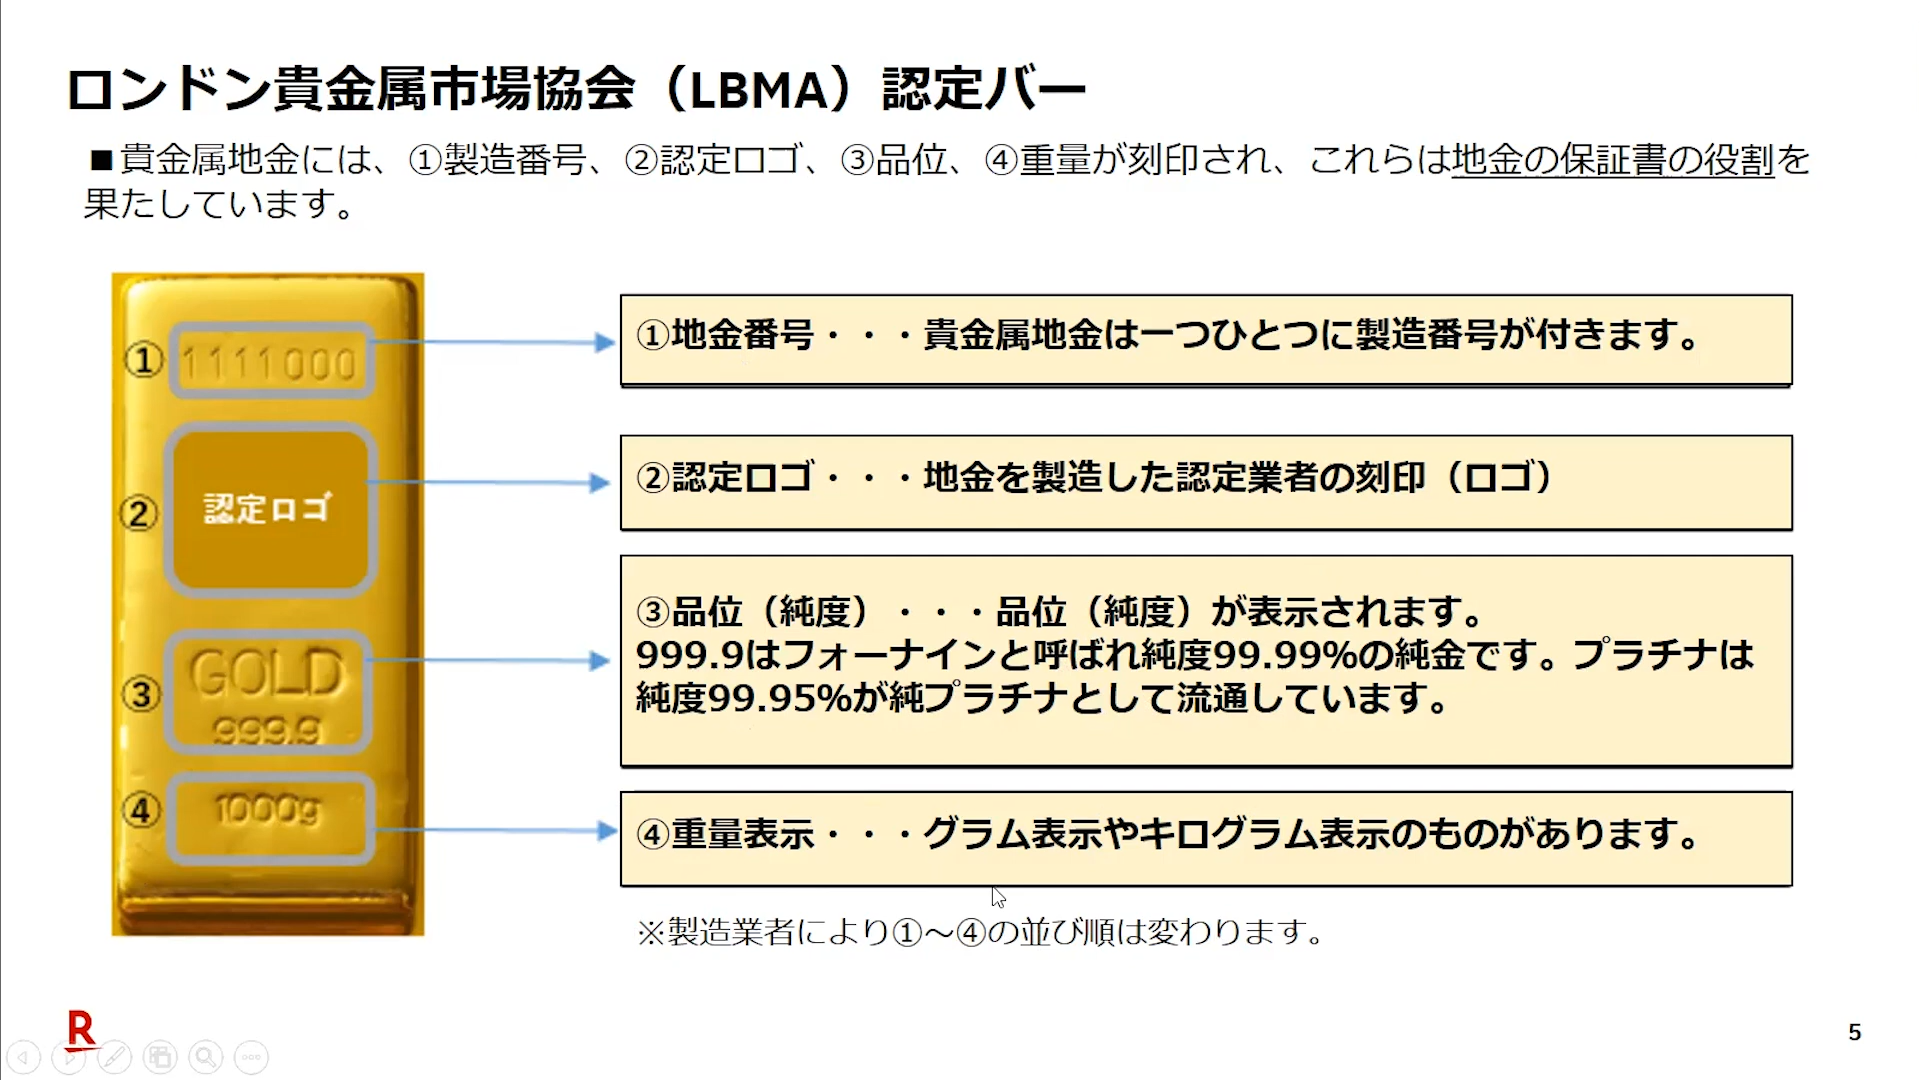 ロンドン貴金属市場協会（LBMA）認定バー
■貴金属地金には、①製造番号、②認定ロゴ、③品位、④重量が刻印され、これらは地金の保証書の役割を
果たしています。
①
1111000
①地金番号・・・貴金属地金は一つひとつに製造番号が付きます。
②
認定ロゴ
②認定ロゴ・・・地金を製造した認定業者の刻印（ロゴ）
③
GOLD
999.9
③品位（純度）・・・品位（純度）が表示されます。
999.9はフォーナインと呼ばれ純度99.99%の純金です。プラチナは
純度99.95%が純プラチナとして流通しています。
④
1000g
④重量表示・・・グラム表示やキログラム表示のものがあります。
※製造業者により①～④の並び順は変わります。
R
5